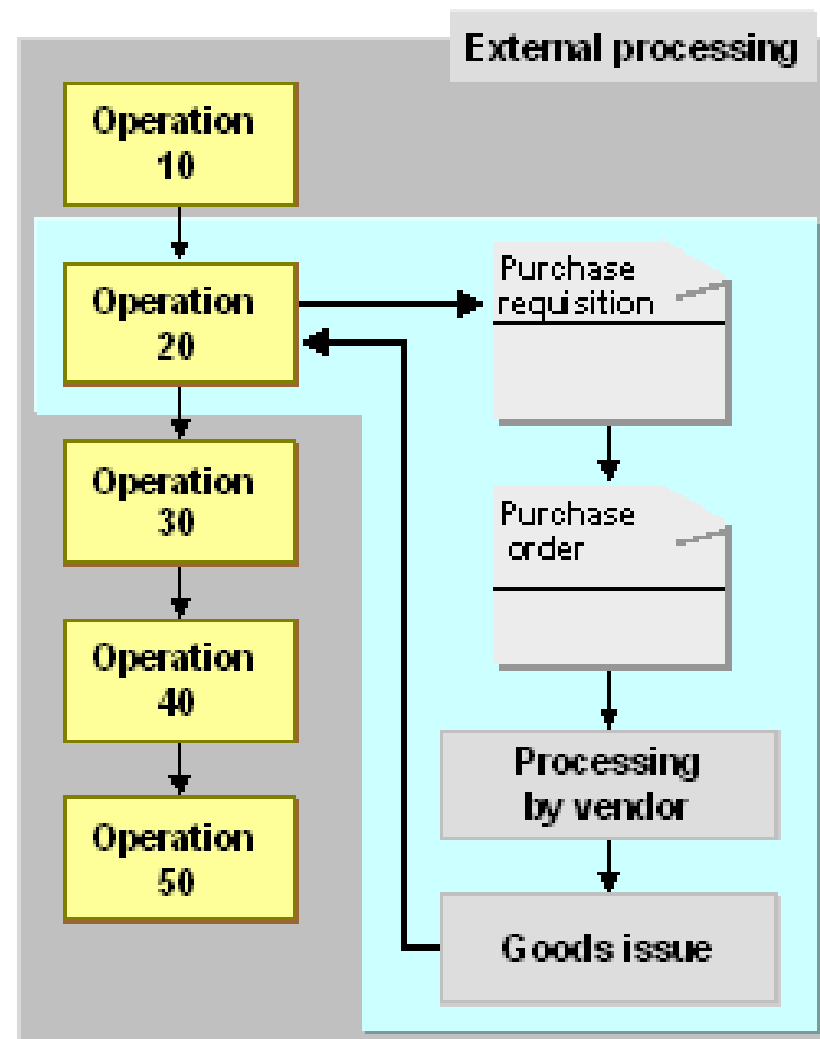 External processing
Operation
10
Operation
20
Purchase
requisition
Operation
30
Purchase
order
Operation
40
Processing
by vendor
Operation
50
Goods issue